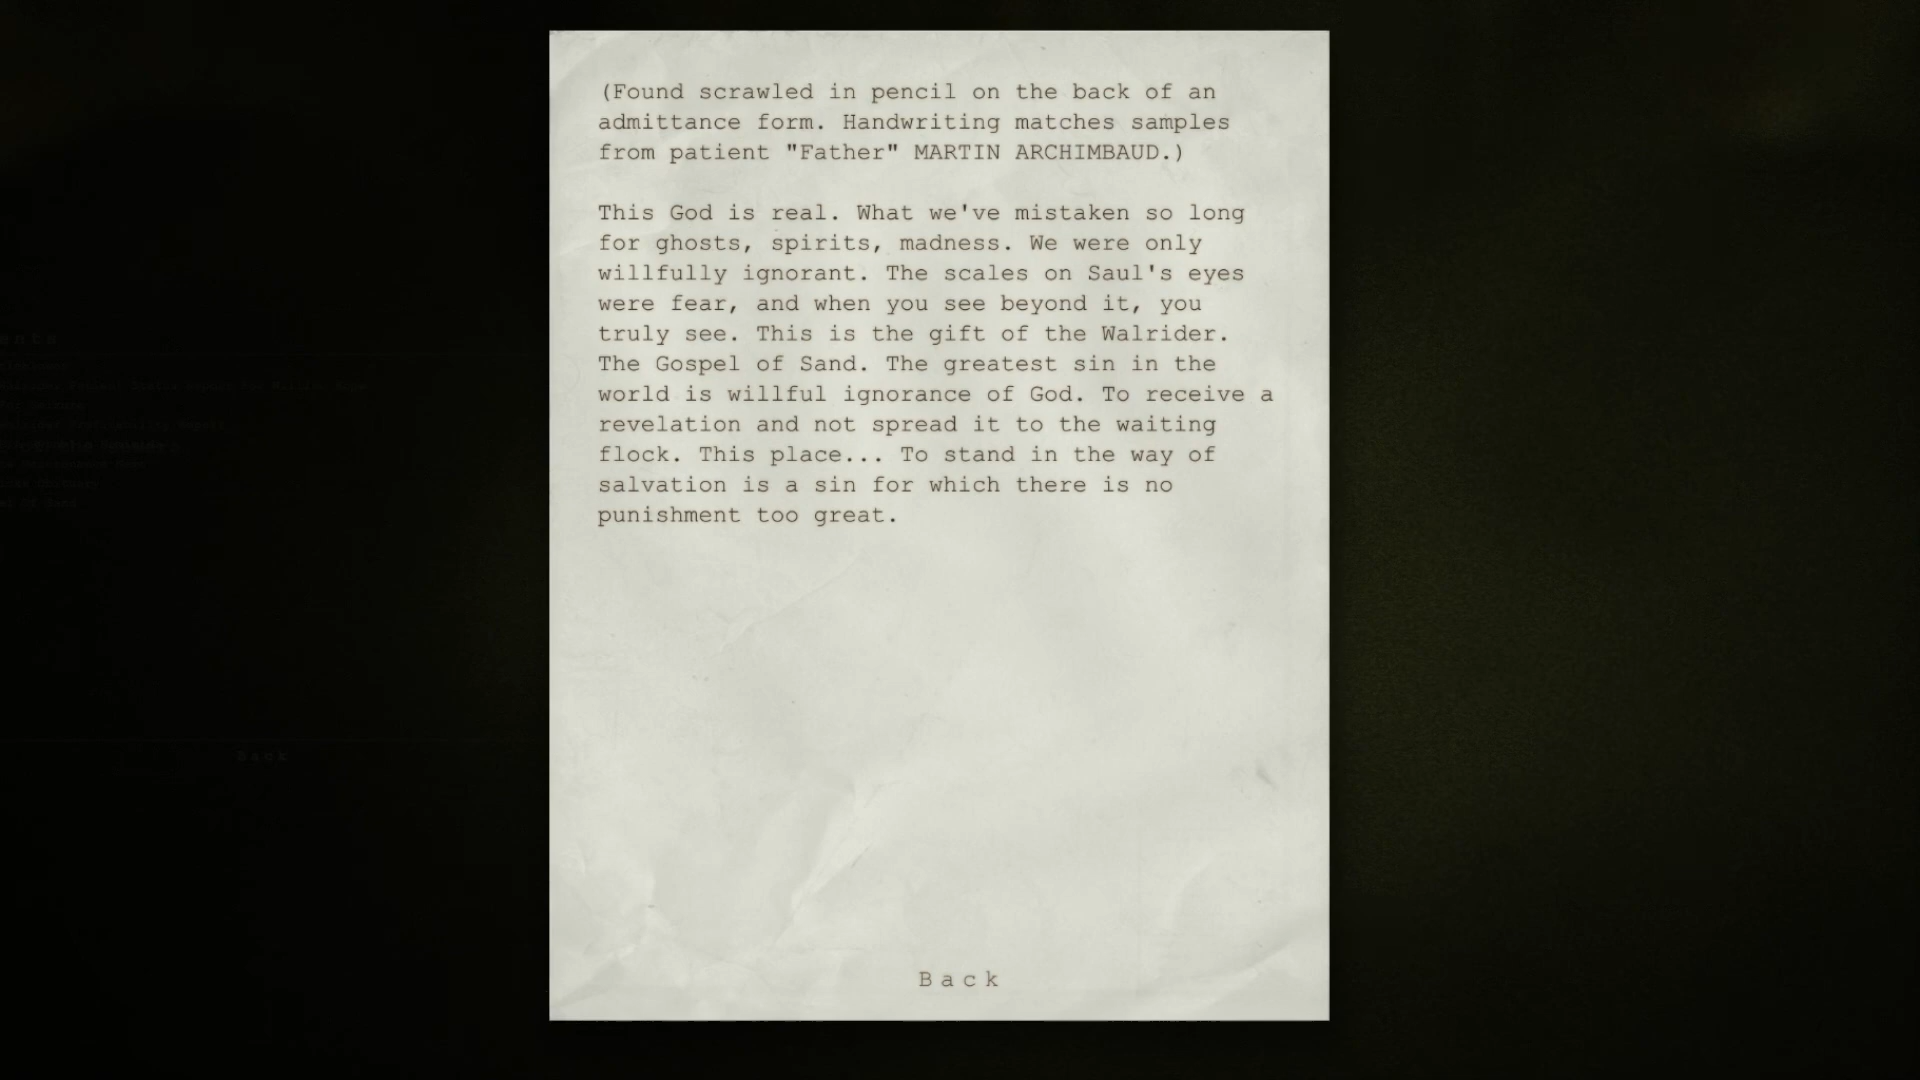 (Found scrawled in pencil on the back of an
admittance form. Handwriting matches samples
from patient "Father" MARTIN ARCHIMBAUD.)
This God is real. What we've mistaken so long
for ghosts, spirits, madness. We were only
willfully ignorant. The scales on Saul's eyes
were fear, and when you see beyond it, you
truly see. This is the gift of the Walrider.
The Gospel of Sand. The greatest sin in the
world is willful ignorance of God. To receive a
revelation and not spread it to the waiting
flock. This place... To stand in the way of
salvation is a sin for which there is no
punishment too great.
Back
Back